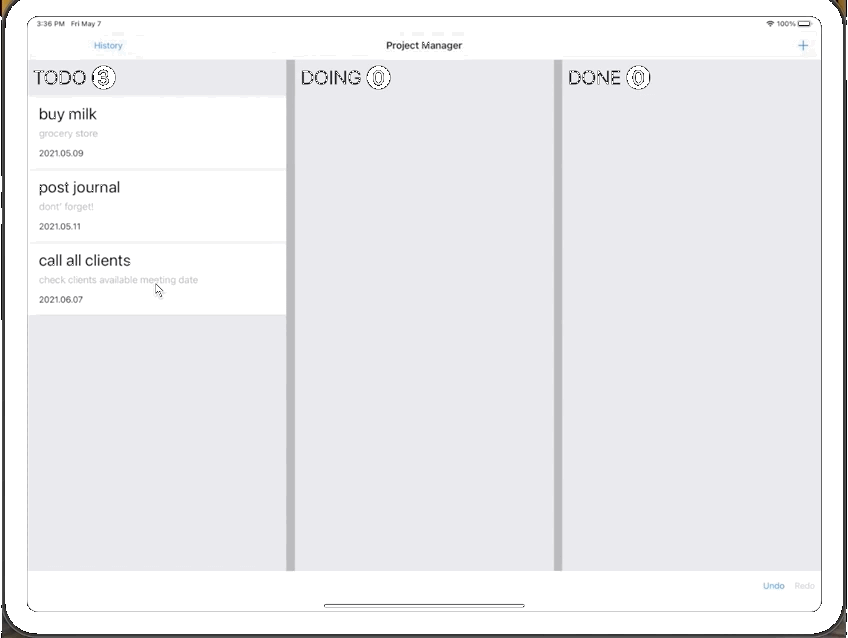 3:36 PM Fri May 7
100%
History
Project Manager
+
TODO 3
DOING 0
DONE 0
buy milk
grocery store
2021.05.09
post journal
dont' forget!
2021.05.11
call all clients
check clients available meeting date
2021.06.07
Undo Redo